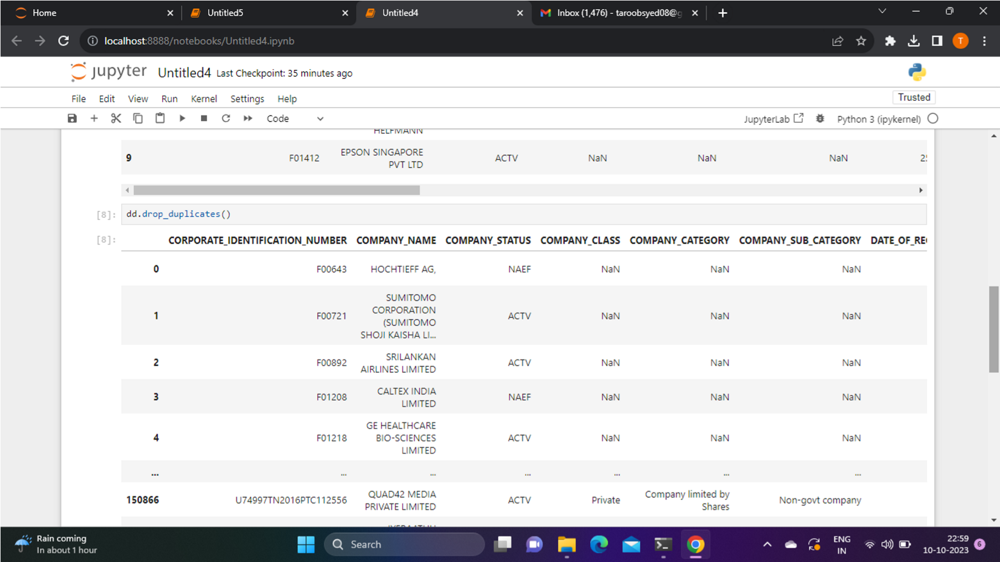 Home
Untitled5
Untitled4
Inbox (1,476) - taroobsyed08@g
localhost:8888/notebooks/Untitled4.ipynb
T
jupyter Untitled4 Last Checkpoint: 35 minutes ago
File Edit View Run Kernel Settings Help
Trusted
Code
JupyterLab
Python 3 (ipykernel)
HELFMANN
9 F01412 EPSON SINGAPORE PVT LTD ACTV NaN NaN NaN 25
[8]: dd.drop_duplicates()
[8]:
CORPORATE_IDENTIFICATION_NUMBER COMPANY_NAME COMPANY_STATUS COMPANY_CLASS COMPANY_CATEGORY COMPANY_SUB_CATEGORY DATE_OF_REG
0 F00643 HOCHTIEFF AG, NAEF NaN NaN NaN
1 F00721 SUMITOMO CORPORATION (SUMITOMO SHOJI KAISHA LI... ACTV NaN NaN NaN
2 F00892 SRILANKAN AIRLINES LIMITED ACTV NaN NaN NaN
3 F01208 CALTEX INDIA LIMITED NAEF NaN NaN NaN
4 F01218 GE HEALTHCARE BIO-SCIENCES LIMITED ACTV NaN NaN NaN
... ... ... ... ... ... ...
150866 U74997TN2016PTC112556 QUAD42 MEDIA PRIVATE LIMITED ACTV Private Company limited by Shares Non-govt company
Rain coming
In about 1 hour
Search
ENG
IN
22:59
10-10-2023
6